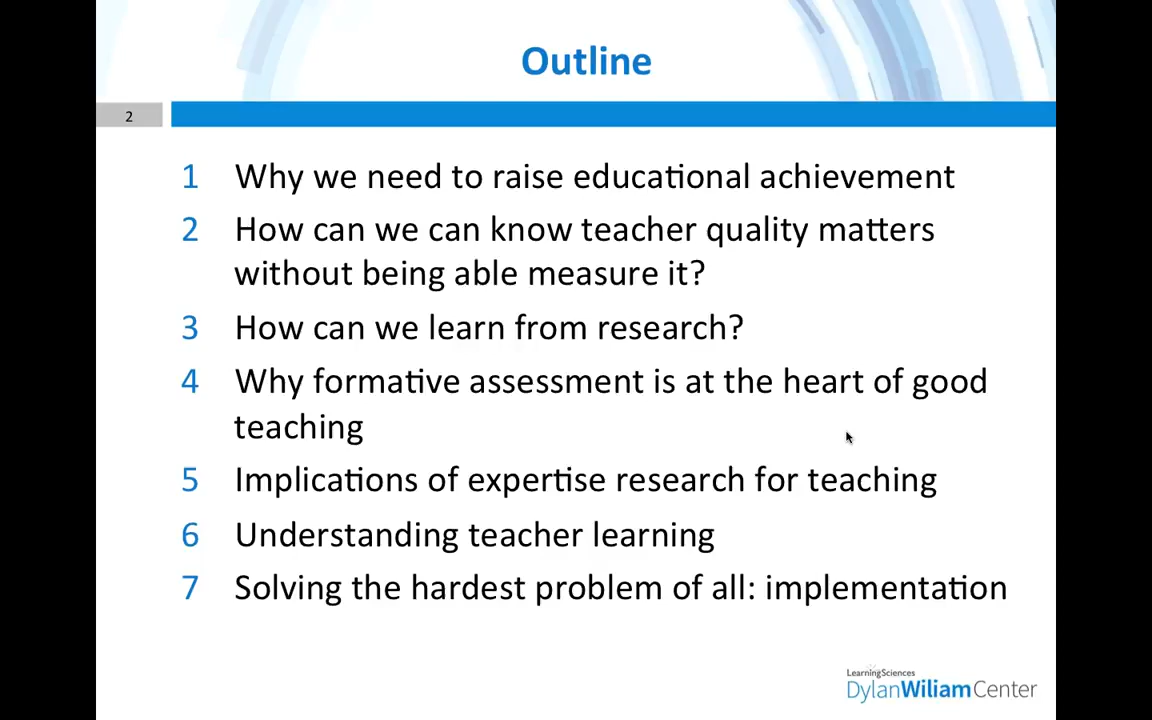 Outline
2
1 Why we need to raise educational achievement
2 How can we can know teacher quality matters
without being able measure it?
3 How can we learn from research?
4 Why formative assessment is at the heart of good
teaching
5 Implications of expertise research for teaching
6 Understanding teacher learning
7 Solving the hardest problem of all: implementation
LearningSciences
DylanWiliamCenter